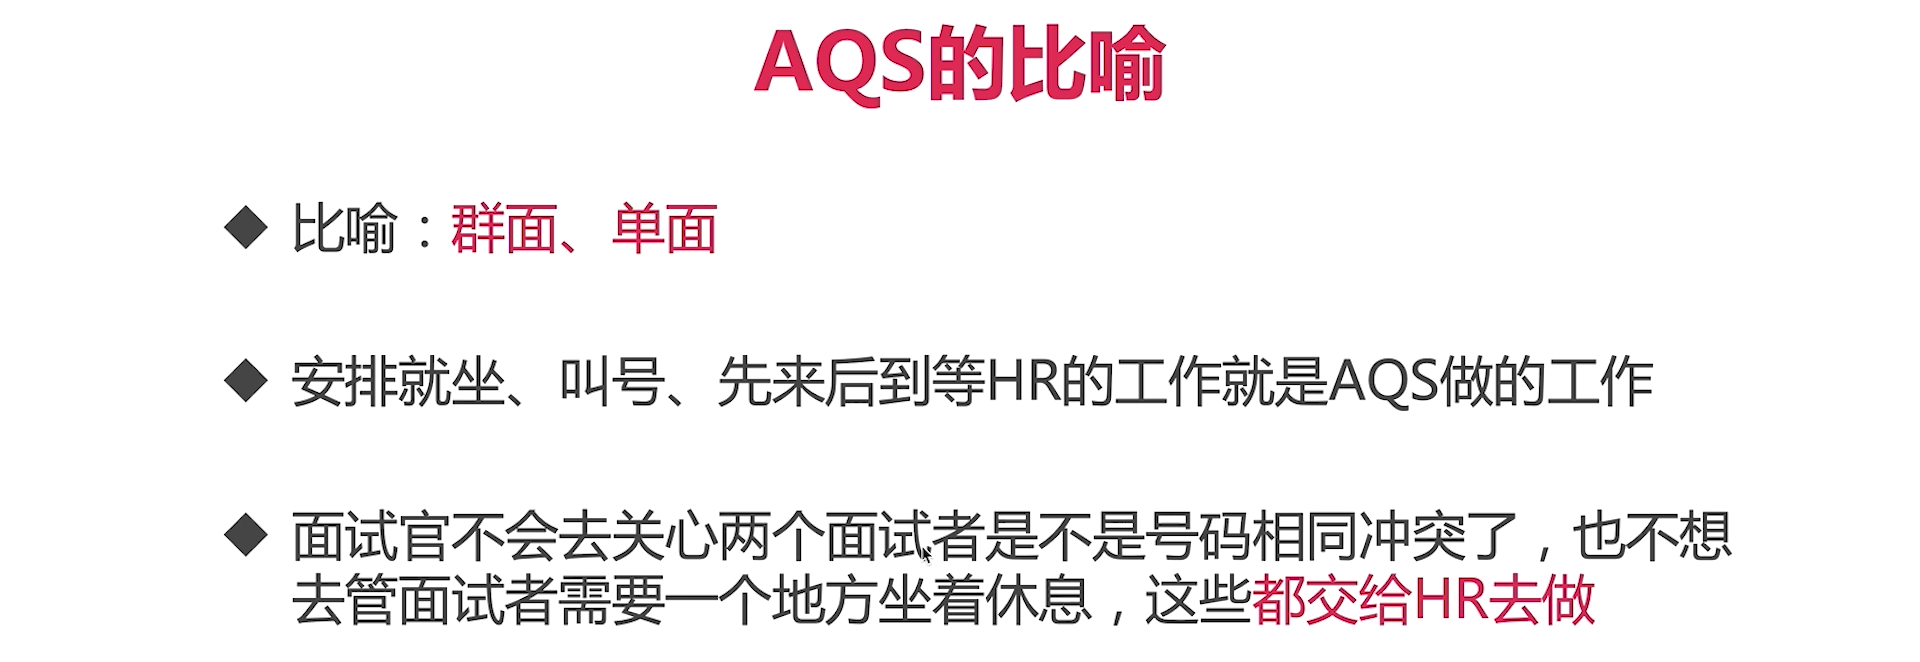 AQS的比喻
◆ 比喻：群面、单面
◆ 安排就坐、叫号、先来后到等HR的工作就是AQS做的工作
◆ 面试官不会去关心两个面试者是不是号码相同冲突了，也不想
去管面试者需要一个地方坐着休息，这些都交给HR去做